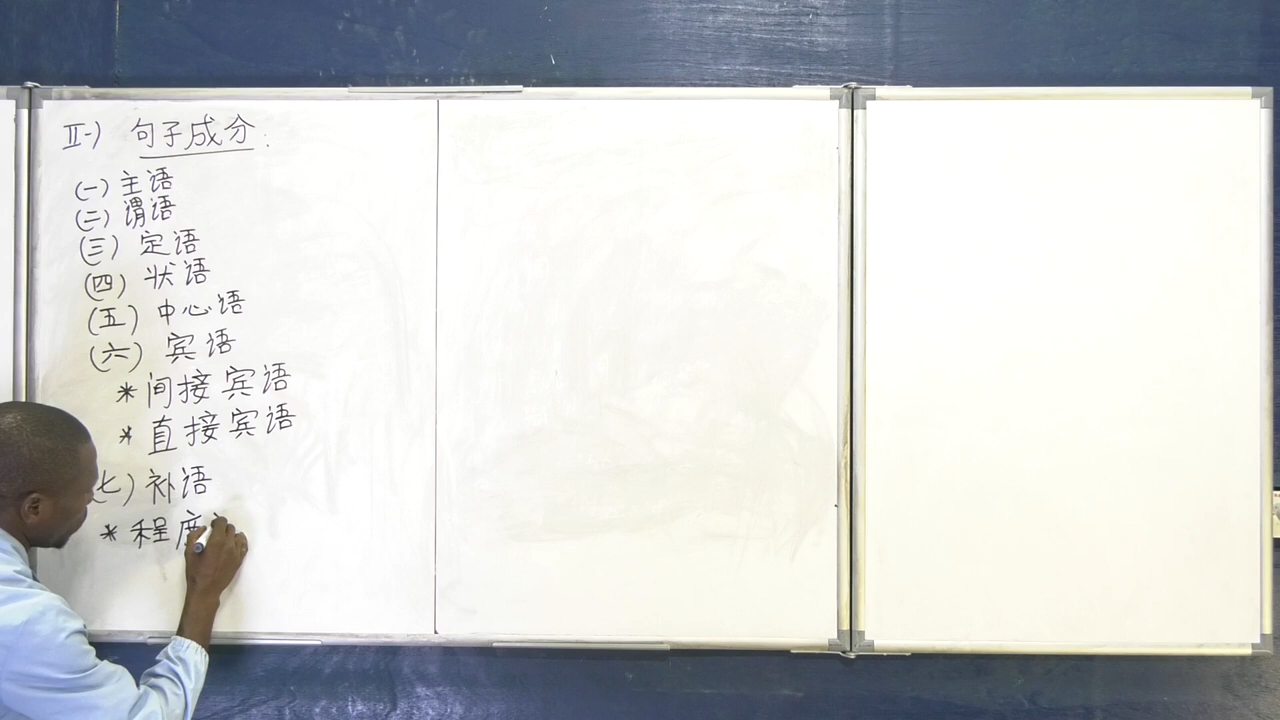 II-) 句子成分:
(一) 主语
(二) 谓语
(三) 定语
(四) 状语
(五) 中心语
(六) 宾语
* 间接宾语
* 直接宾语
七) 补语
* 程度